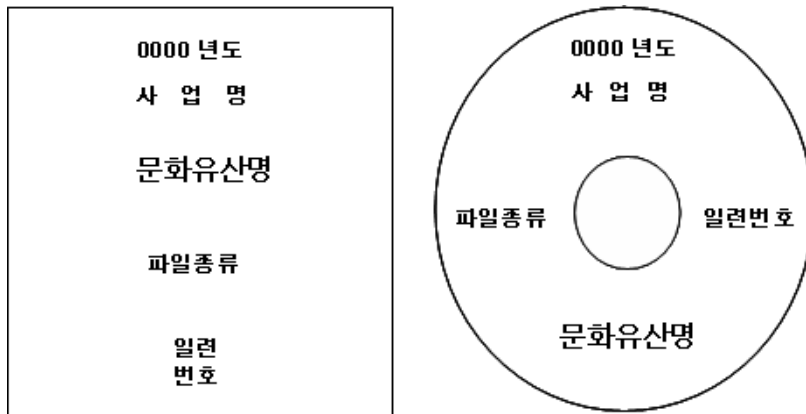 0000 년도
사 업 명
문화유산명
파일종류
일련
번호
0000 년도
사 업 명
파일종류
일련번호
문화유산명